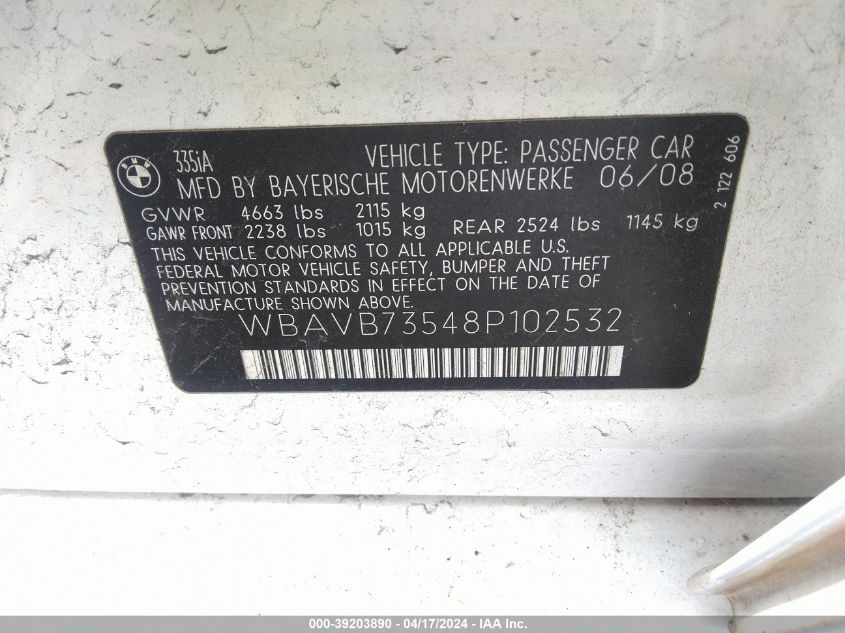 BMW
335iA VEHICLE TYPE: PASSENGER CAR
MFD BY BAYERISCHE MOTORENWERKE 06/08
GVWR 4663 lbs 2115 kg
GAWR FRONT 2238 lbs 1015 kg REAR 2524 lbs 1145 kg
THIS VEHICLE CONFORMS TO ALL APPLICABLE U.S.
FEDERAL MOTOR VEHICLE SAFETY, BUMPER AND THEFT
PREVENTION STANDARDS IN EFFECT ON THE DATE OF
MANUFACTURE SHOWN ABOVE.
WBAVB73548P102532
2 122 606
000-39203890 - 04/17/2024 - IAA Inc.